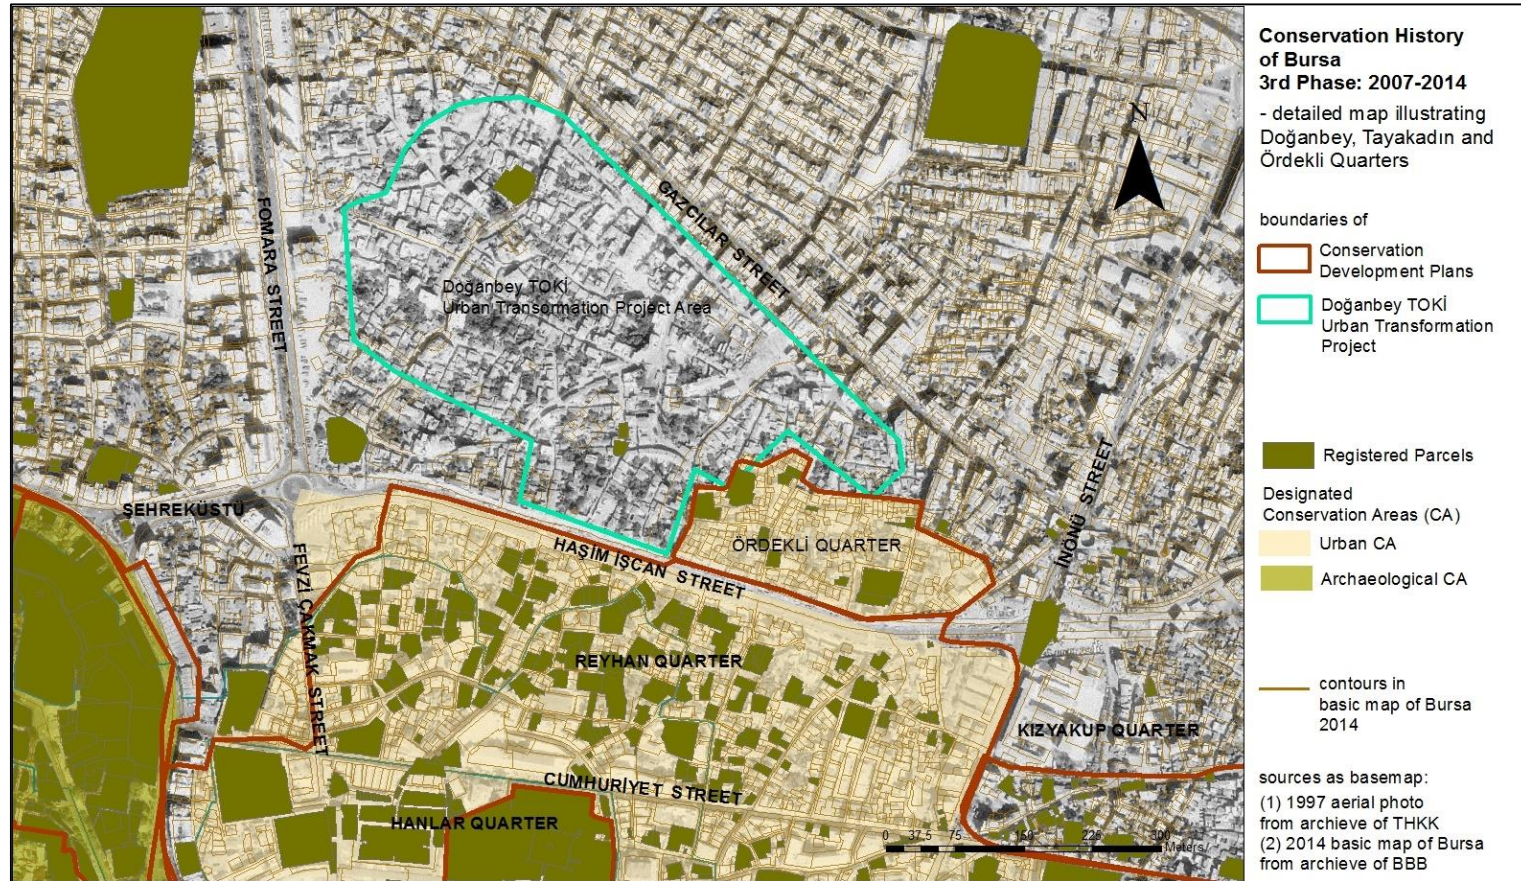 Conservation History
of Bursa
3rd Phase: 2007-2014
- detailed map illustrating
Doğanbey, Tayakadın and
Ördekli Quarters
N
boundaries of
Conservation
Development Plans
Doğanbey TOKİ
Urban Transformation
Project
Registered Parcels
Designated
Conservation Areas (CA)
Urban CA
Archaeological CA
contours in
basic map of Bursa
2014
sources as basemap:
(1) 1997 aerial photo
from archieve of THKK
(2) 2014 basic map of Bursa
from archieve of BBB
GAZCILAR STREET
FOMARA STREET
Doğanbey TOKİ
Urban Transormation Project Area
İNÖNÜ STREET
ŞEHREKÜSTÜ
ÖRDEKLİ QUARTER
HAŞİM İŞCAN STREET
FEVZİ ÇAKMAK STREET
REYHAN QUARTER
KIZYAKUP QUARTER
CUMHURİYET STREET
HANLAR QUARTER
0 37,5 75 150 225 300
Meters